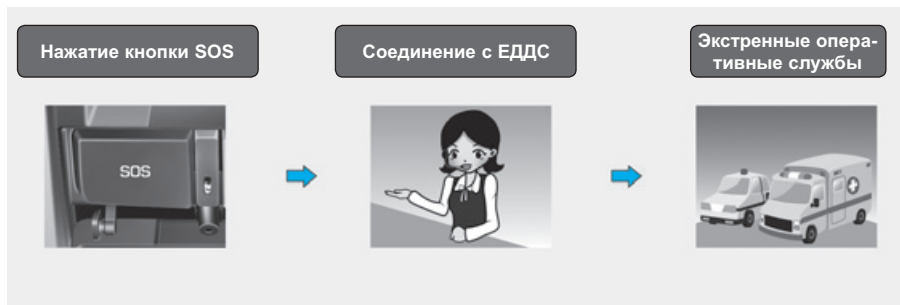 Нажатие кнопки SOS
Соединение с ЕДДС
Экстренные опера-
тивные службы
SOS